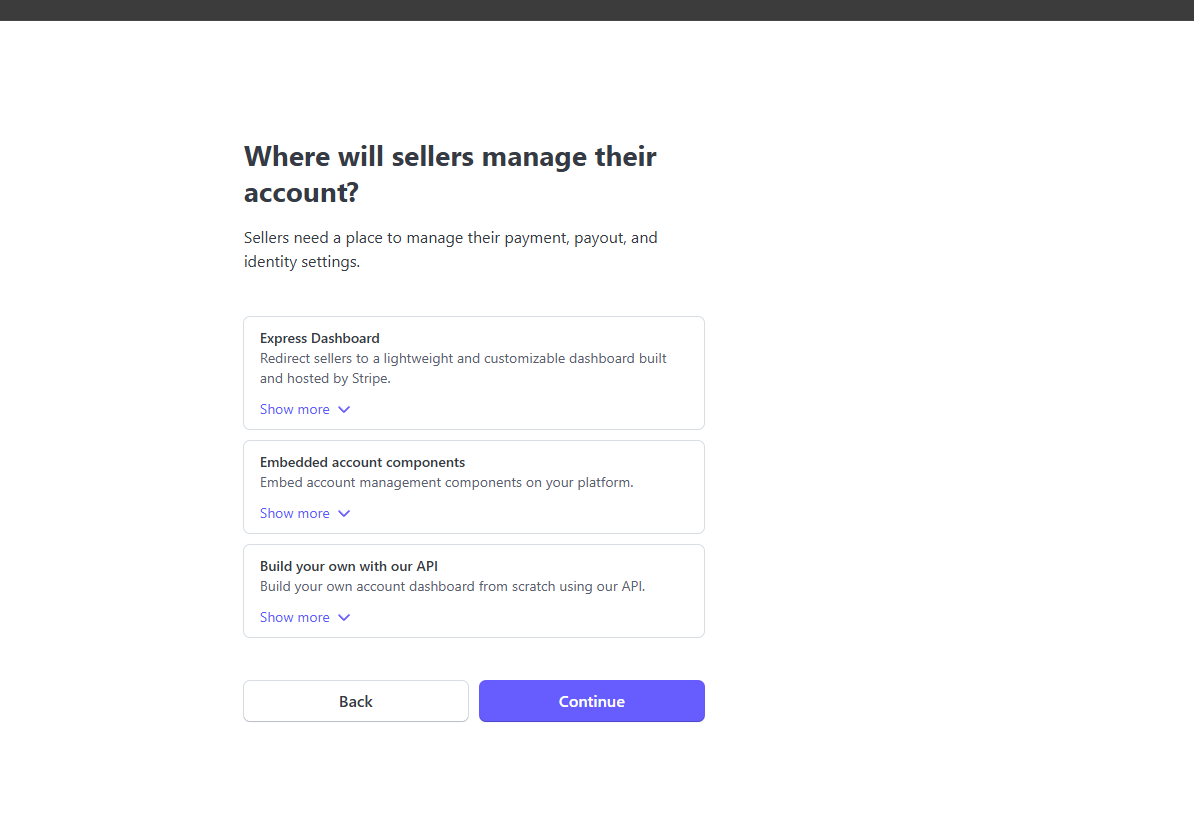 Where will sellers manage their
account?
Sellers need a place to manage their payment, payout, and
identity settings.
Express Dashboard
Redirect sellers to a lightweight and customizable dashboard built
and hosted by Stripe.
Show more
Embedded account components
Embed account management components on your platform.
Show more
Build your own with our API
Build your own account dashboard from scratch using our API.
Show more
Back
Continue